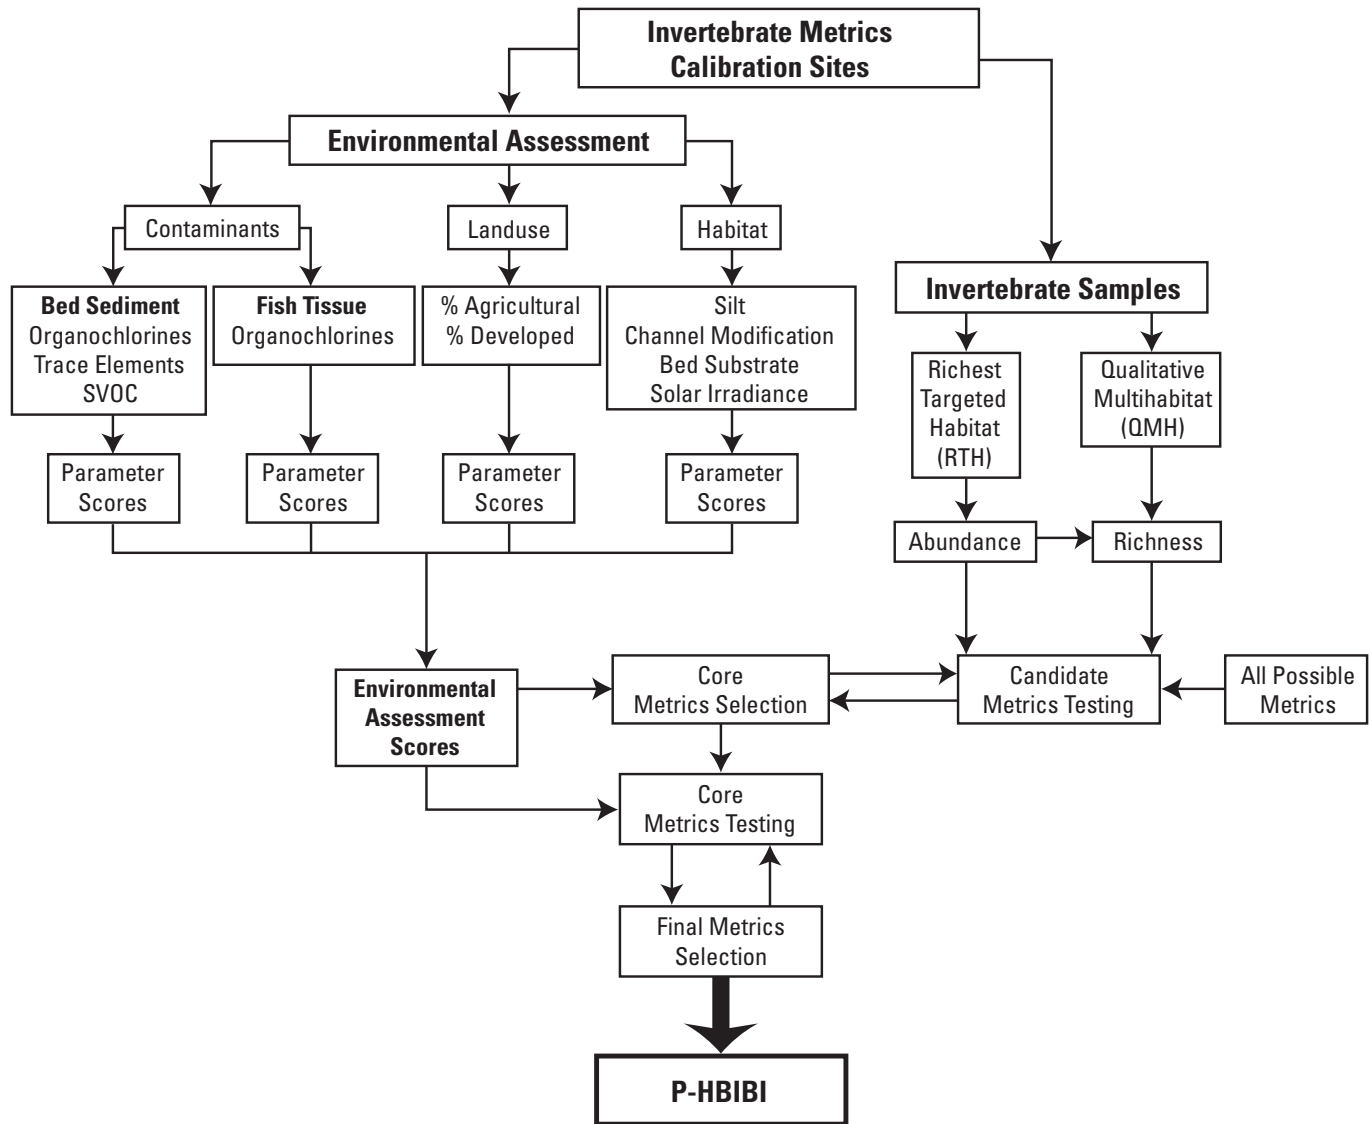 Invertebrate Metrics
Calibration Sites
Environmental Assessment
Contaminants
Landuse
Habitat
Bed Sediment
Organochlorines
Trace Elements
SVOC
Fish Tissue
Organochlorines
% Agricultural
% Developed
Silt
Channel Modification
Bed Substrate
Solar Irradiance
Invertebrate Samples
Richest
Targeted
Habitat
(RTH)
Qualitative
Multihabitat
(QMH)
Parameter
Scores
Parameter
Scores
Parameter
Scores
Parameter
Scores
Abundance
Richness
Environmental
Assessment
Scores
Core
Metrics Selection
Candidate
Metrics Testing
All Possible
Metrics
Core
Metrics Testing
Final Metrics
Selection
P-HBIBI